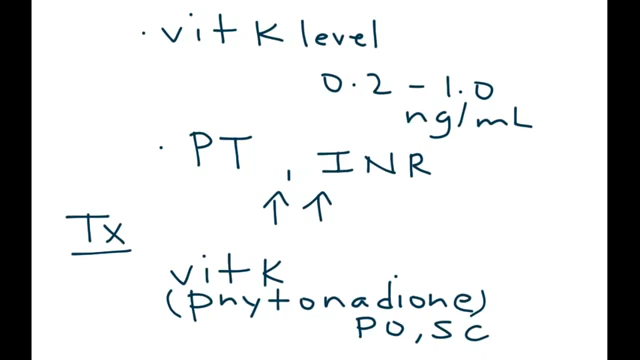 · vit K level
0.2 - 1.0
ng/mL
· PT, INR
↑ ↑
Tx
vit K
(phytonadione)
PO, SC